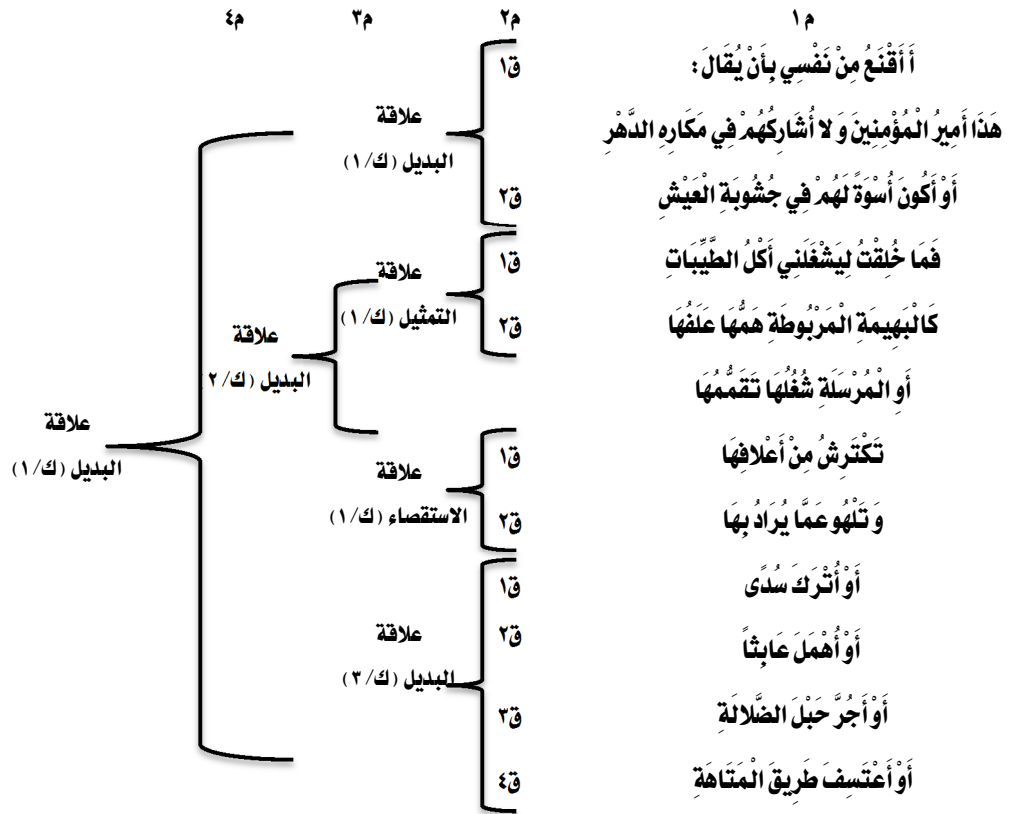 م١ م٢ م٣ م٤
أَ أَقْنَعُ مِنْ نَفْسِي بِأَنْ يُقَالَ: ق١
هَذَا أَمِيرُ الْمُؤْمِنِينَ وَ لا أُشَارِكُهُمْ فِي مَكَارِهِ الدَّهْرِ
علاقة
البديل (ك/١)
أَوْ أَكُونَ أُسْوَةً لَهُمْ فِي جُشُوبَةِ الْعَيْشِ ق٢
فَمَا خُلِقْتُ لِيَشْغَلَنِي أَكْلُ الطَّيِّبَاتِ ق١
علاقة
التمثيل (ك/١)
كَالْبَهِيمَةِ الْمَرْبُوطَةِ هَمُّهَا عَلَفُهَا ق٢
علاقة
البديل (ك/٢
أَوِ الْمُرْسَلَةِ شُغُلُهَا تَقَمُّمُهَا
علاقة
البديل (ك/١)
تَكْتَرِشُ مِنْ أَعْلافِهَا ق١
علاقة
الاستقصاء (ك/١)
وَ تَلْهُو عَمَّا يُرَادُ بِهَا ق٢
أَوْ أُتْرَكَ سُدًى ق١
أَوْ أُهْمَلَ عَابِثاً ق٢
علاقة
البديل (ك/٣)
أَوْ أَجُرَّ حَبْلَ الضَّلالَةِ ق٣
أَوْ أَعْتَسِفَ طَرِيقَ الْمَتَاهَةِ ق٤